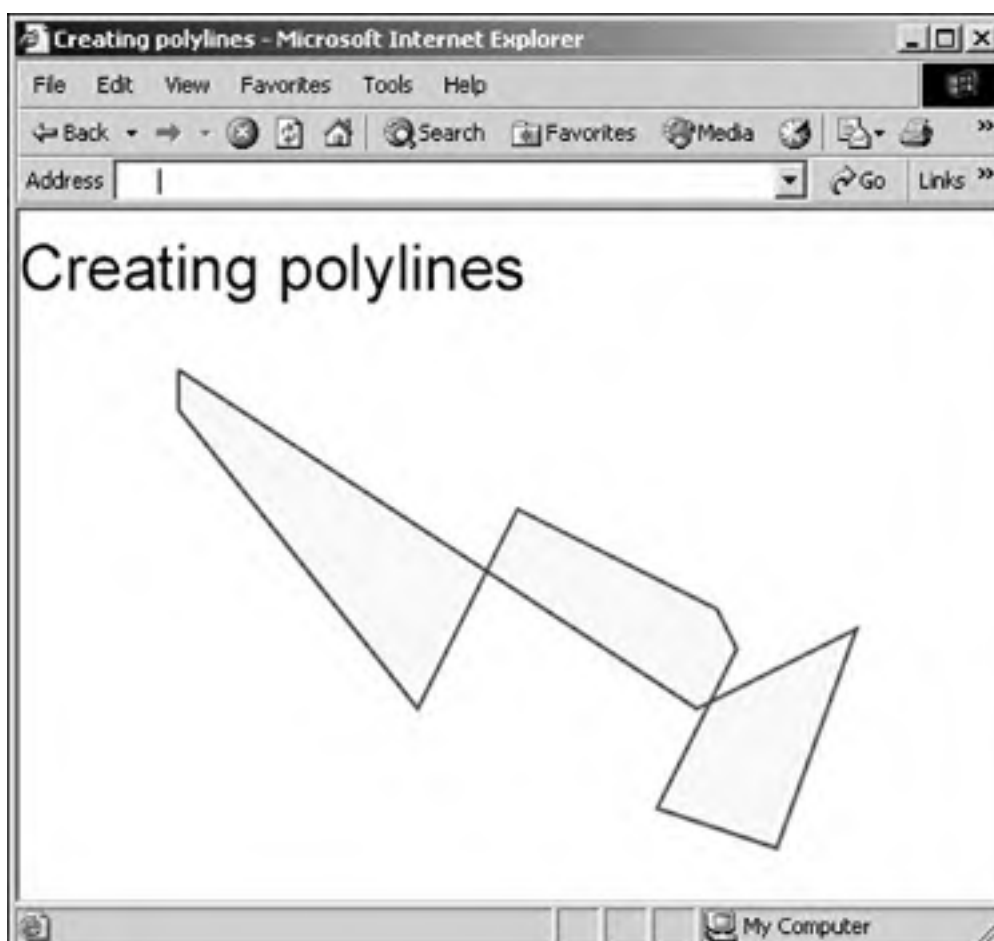 Creating polylines - Microsoft Internet Explorer
File Edit View Favorites Tools Help
Back Search Favorites Media »
Address Go Links »
Creating polylines
My Computer